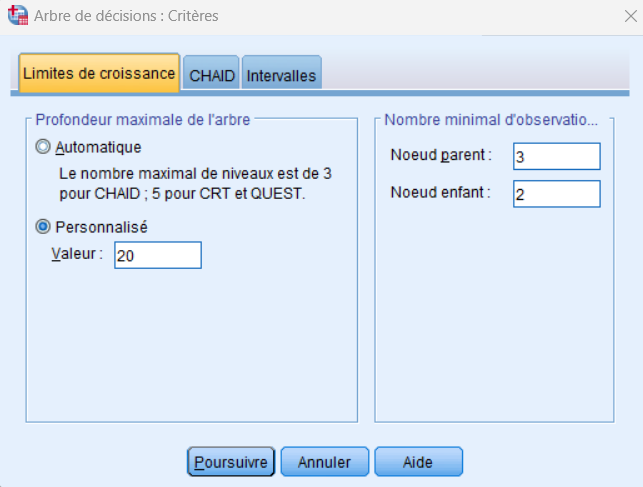 Arbre de décisions : Critères
Limites de croissance
CHAID
Intervalles
Profondeur maximale de l'arbre
Automatique
Le nombre maximal de niveaux est de 3
pour CHAID ; 5 pour CRT et QUEST.
Personnalisé
Valeur : 20
Nombre minimal d'observatio...
Noeud parent : 3
Noeud enfant : 2
Poursuivre
Annuler
Aide